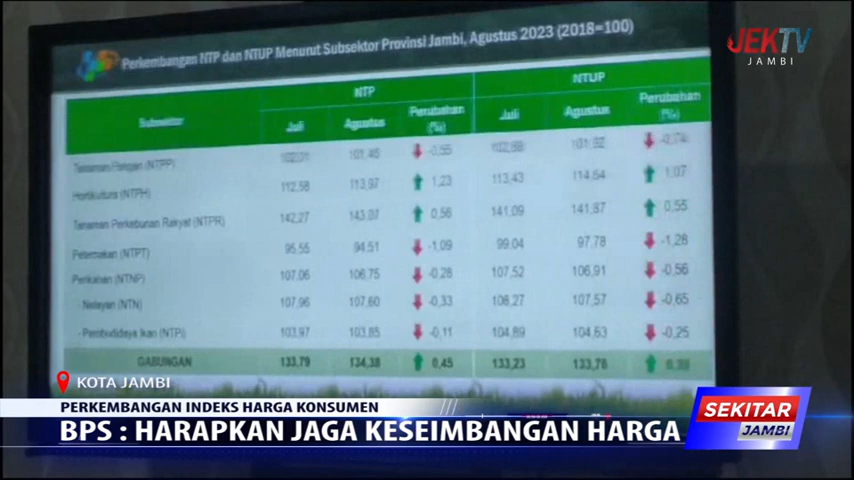 JEKTV
JAMBI
Perkembangan NTP dan NTUP Menurut Subsektor Provinsi Jambi, Agustus 2023 (2018=100)
Subsektor NTP NTUP
Juli Agustus Perubahan (%) Juli Agustus Perubahan (%)
Tanaman Pangan (NTPP) 101,45 -0,55 101,92 -0,74
Hortikultura (NTPH) 112,58 113,97 1,23 113,43 114,64 1,07
Tanaman Perkebunan Rakyat (NTPR) 142,27 143,07 0,56 141,09 141,87 0,55
Peternakan (NTPT) 95,55 94,51 -1,09 99,04 97,78 -1,28
Perikanan (NTNP) 107,06 106,75 -0,28 107,52 106,91 -0,56
- Nelayan (NTN) 107,96 107,60 -0,33 108,27 107,57 -0,65
- Pembudidaya Ikan (NTPi) 103,97 103,85 -0,11 104,89 104,63 -0,25
GABUNGAN 133,79 134,38 0,45 133,23 133,76
KOTA JAMBI
PERKEMBANGAN INDEKS HARGA KONSUMEN
BPS : HARAPKAN JAGA KESEIMBANGAN HARGA
SEKITAR
JAMBI